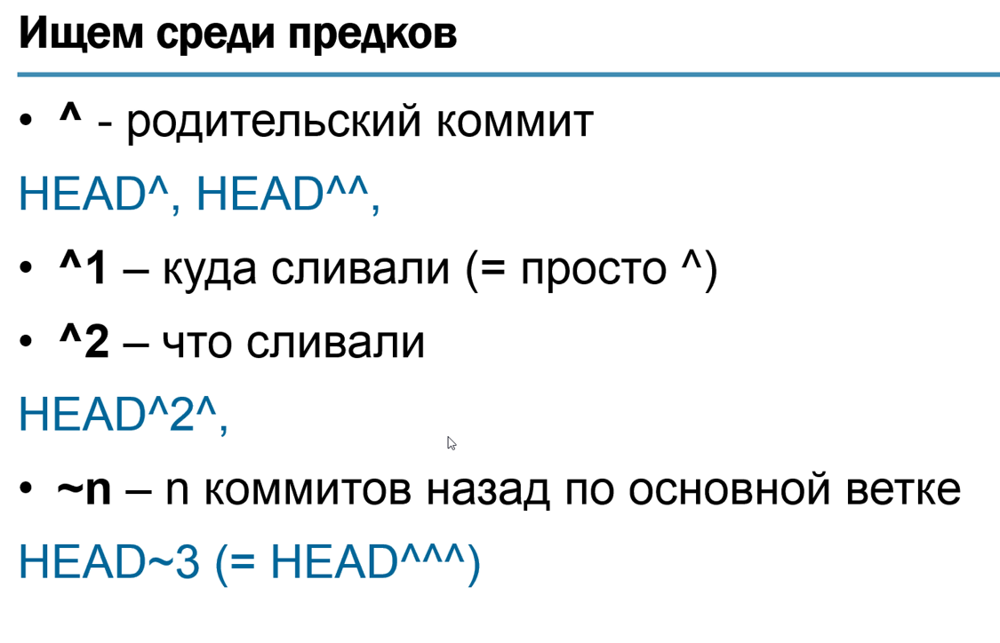 Ищем среди предков
• ^ - родительский коммит
HEAD^, HEAD^^,
• ^1 – куда сливали (= просто ^)
• ^2 – что сливали
HEAD^2^,
• ~n – n коммитов назад по основной ветке
HEAD~3 (= HEAD^^^)